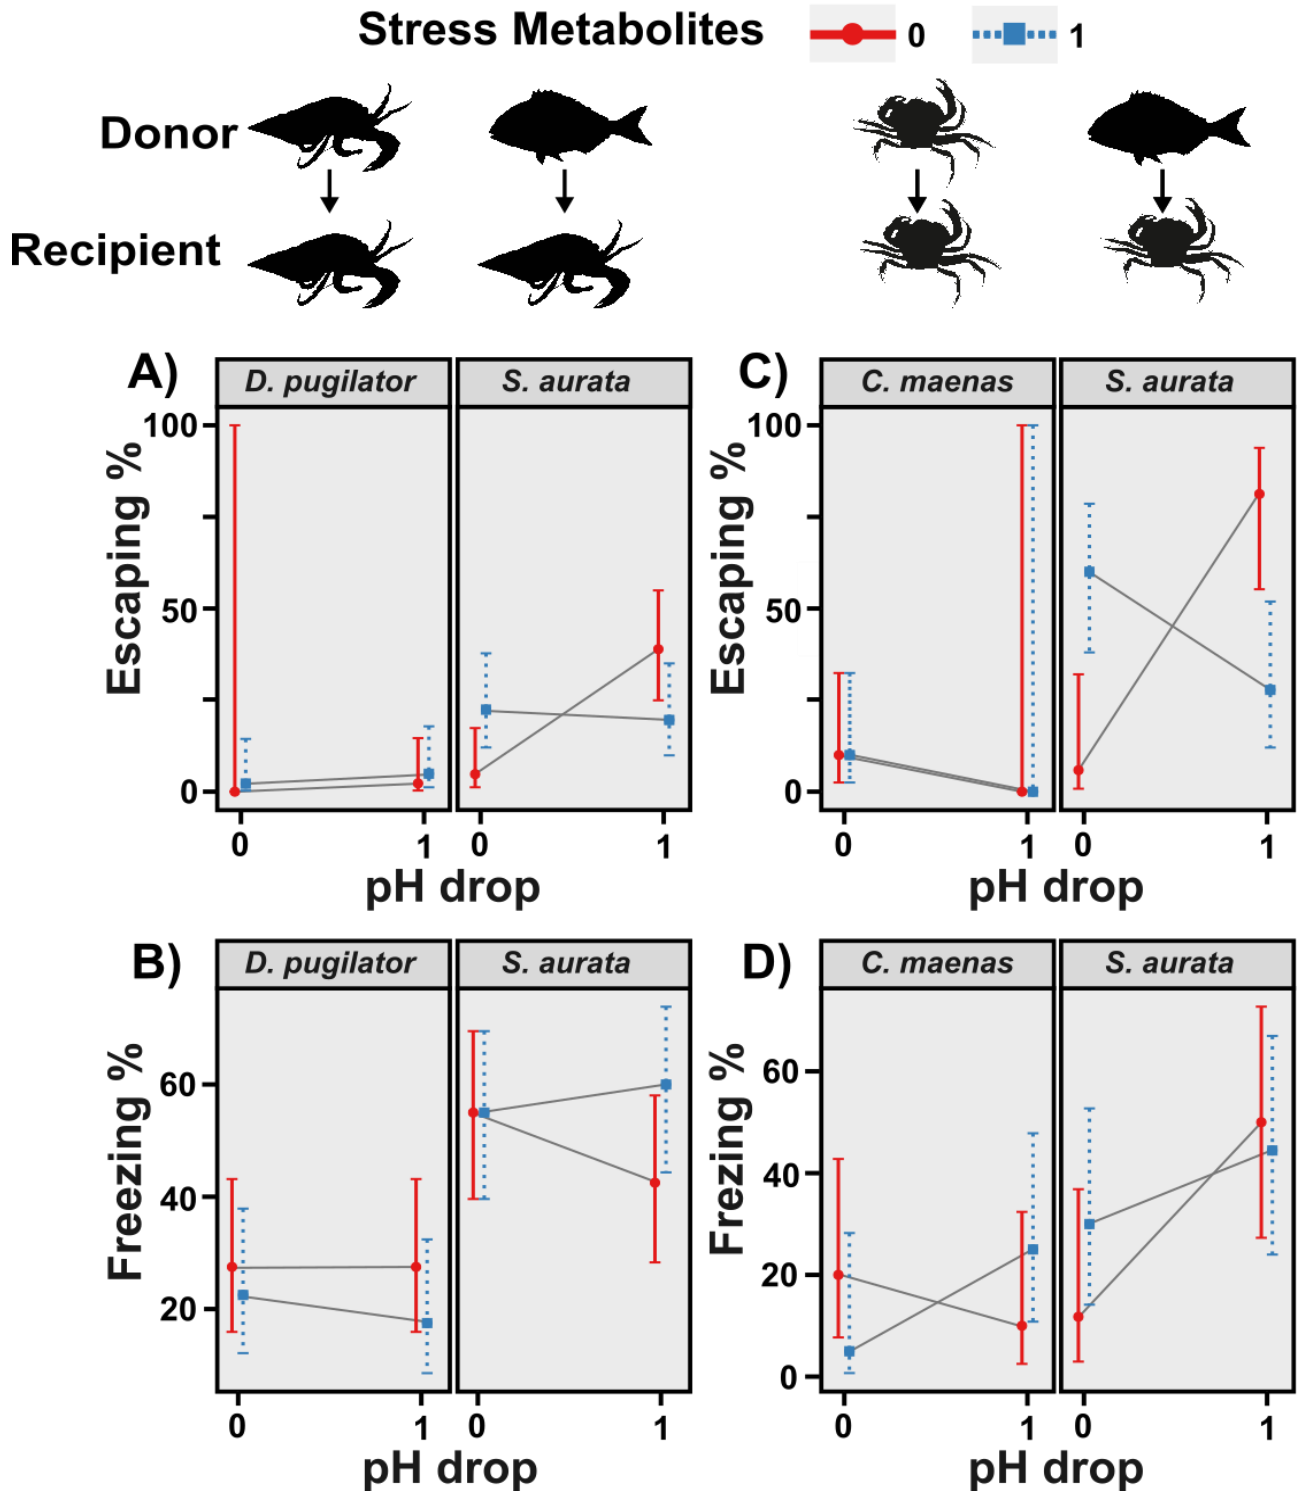 Stress Metabolites 0 1
Donor
Recipient
A) D. pugilator S. aurata
Escaping %
100
50
0
0 1 0 1
pH drop
C) C. maenas S. aurata
Escaping %
100
50
0
0 1 0 1
pH drop
B) D. pugilator S. aurata
Freezing %
60
40
20
0 1 0 1
pH drop
D) C. maenas S. aurata
Frezing %
60
40
20
0
0 1 0 1
pH drop